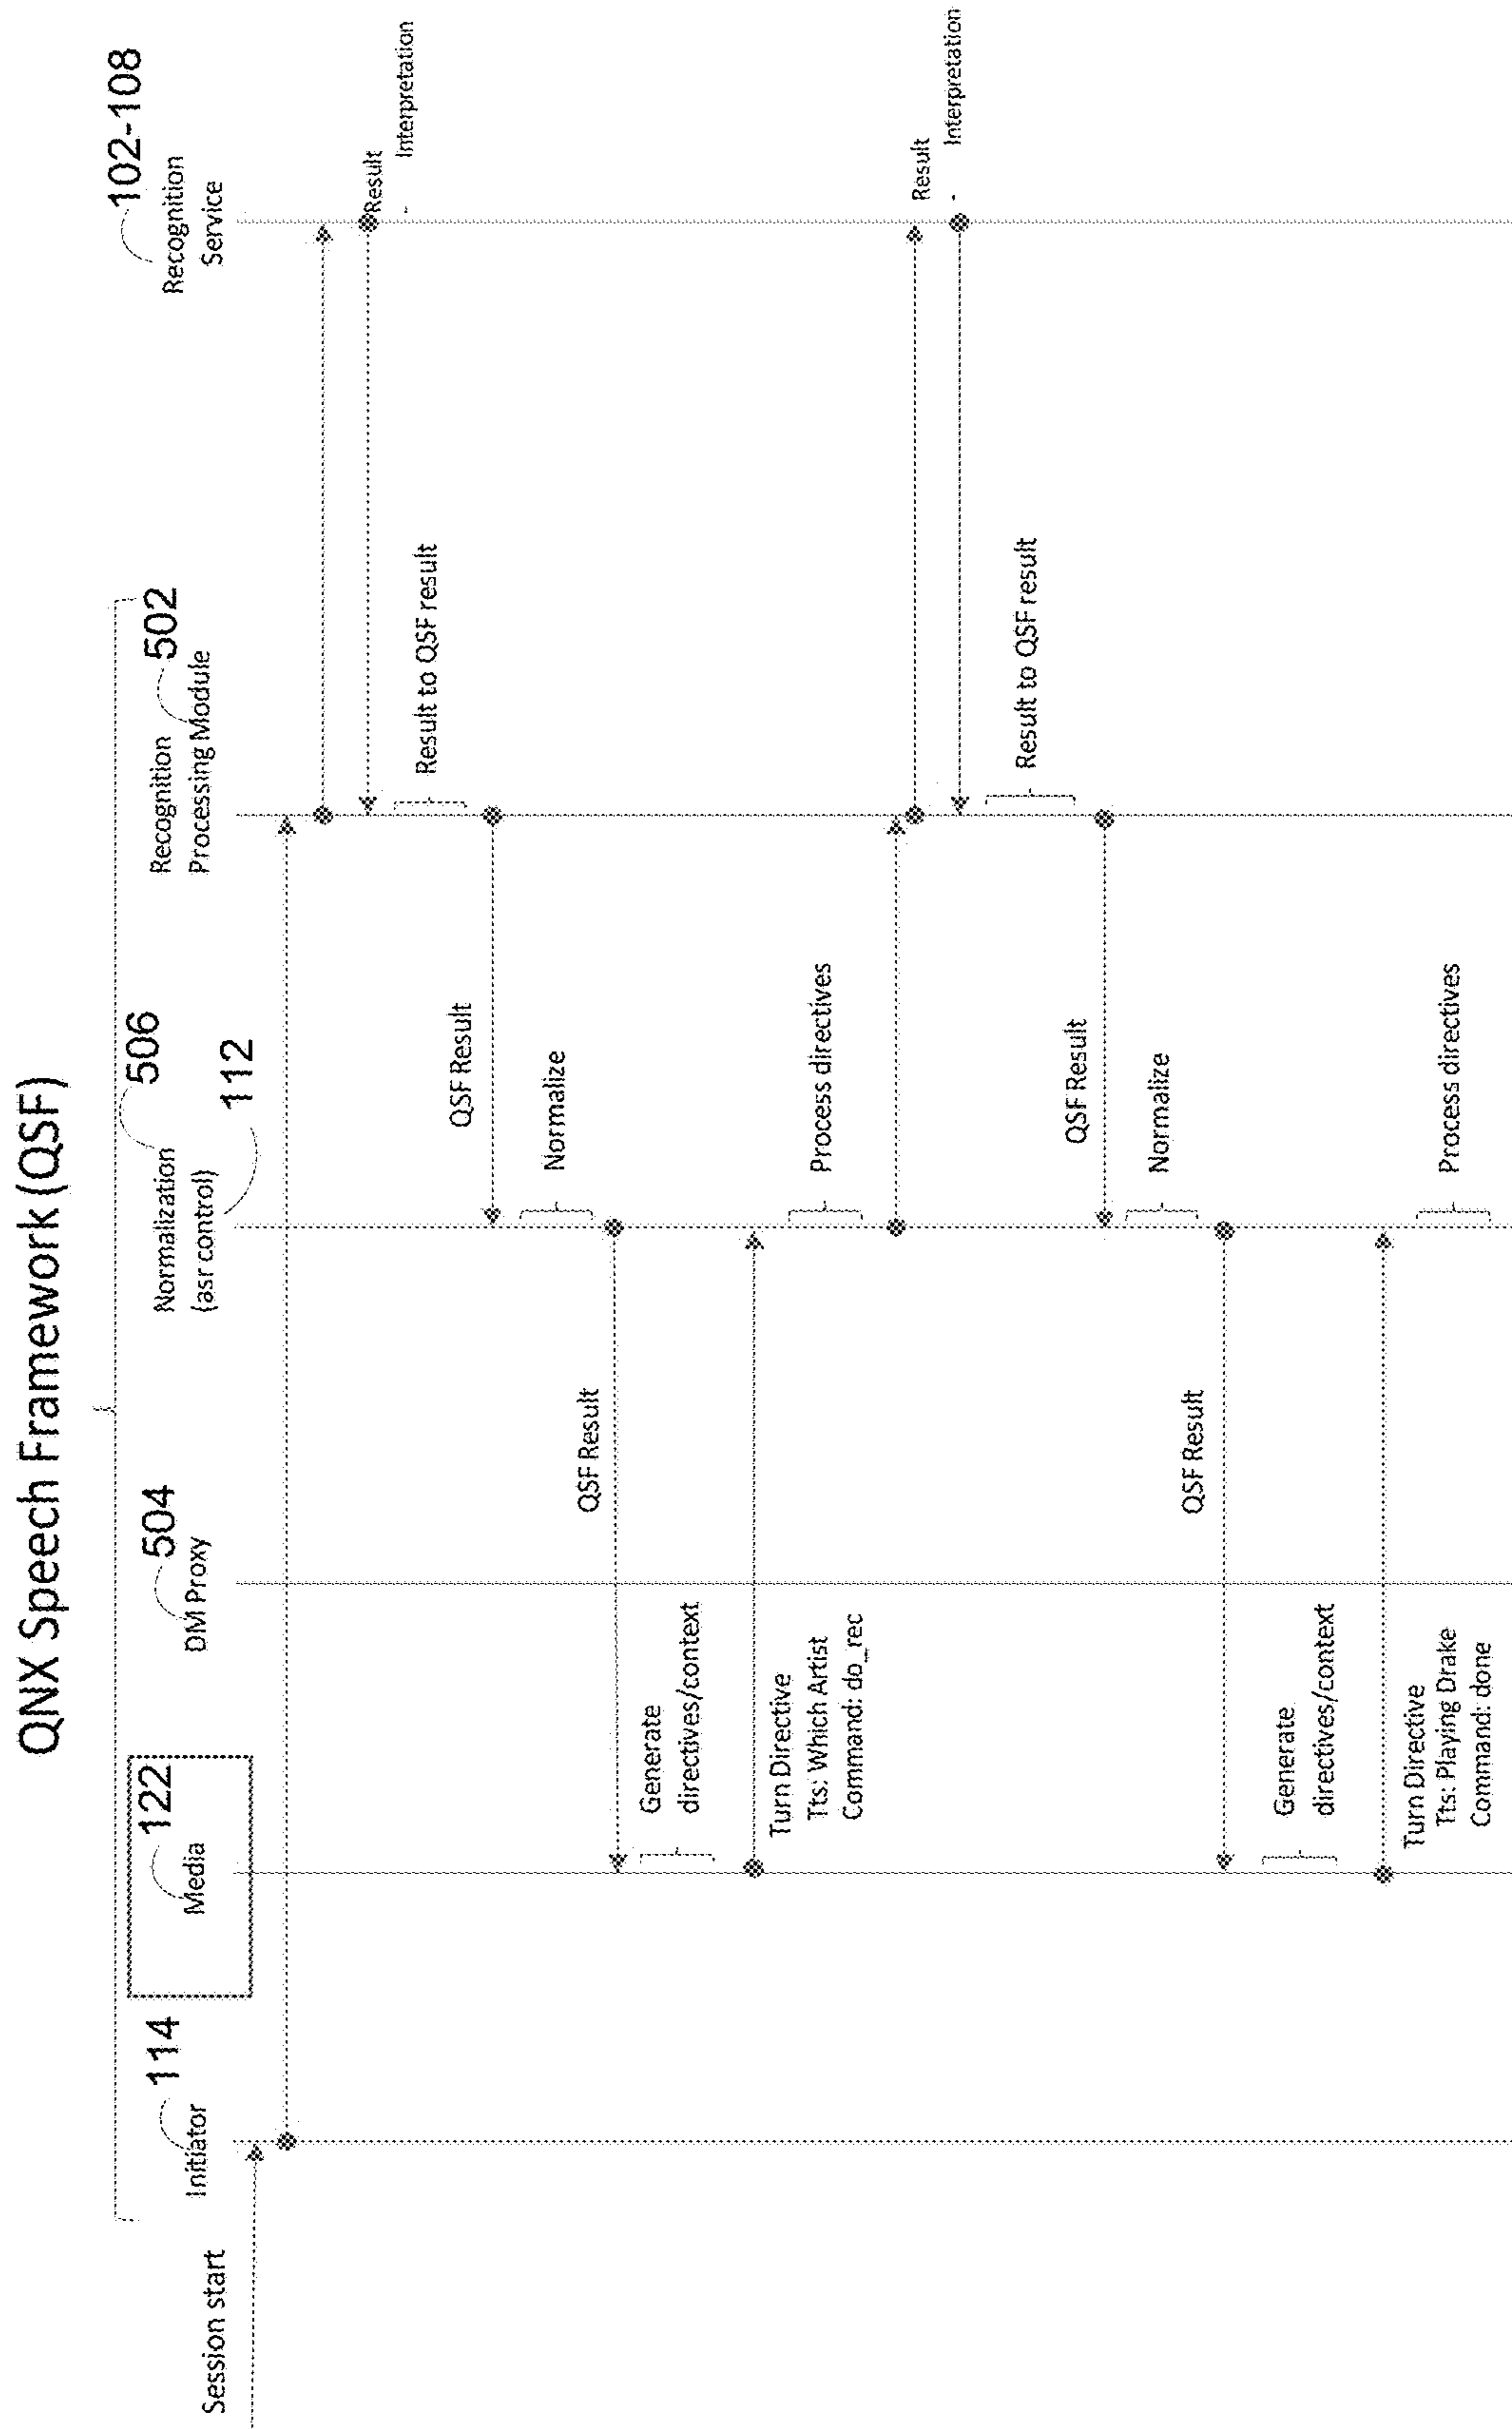 QNX Speech Framework (QSF)
Session start
114
Initiator
122
Media
504
DM Proxy
506
Normalization
(asr control)
112
502
Recognition
Processing Module
102-108
Recognition
Service
Result
- Interpretation
Result to QSF result
QSF Result
Normalize
QSF Result
Generate
directives/context
Turn Directive
Tts: Which Artist
Command: do_rec
Process directives
Result
- Interpretation
Result to QSF result
QSF Result
Normalize
QSF Result
Generate
directives/context
Turn Directive
Tts: Playing Drake
Command: done
Process directives